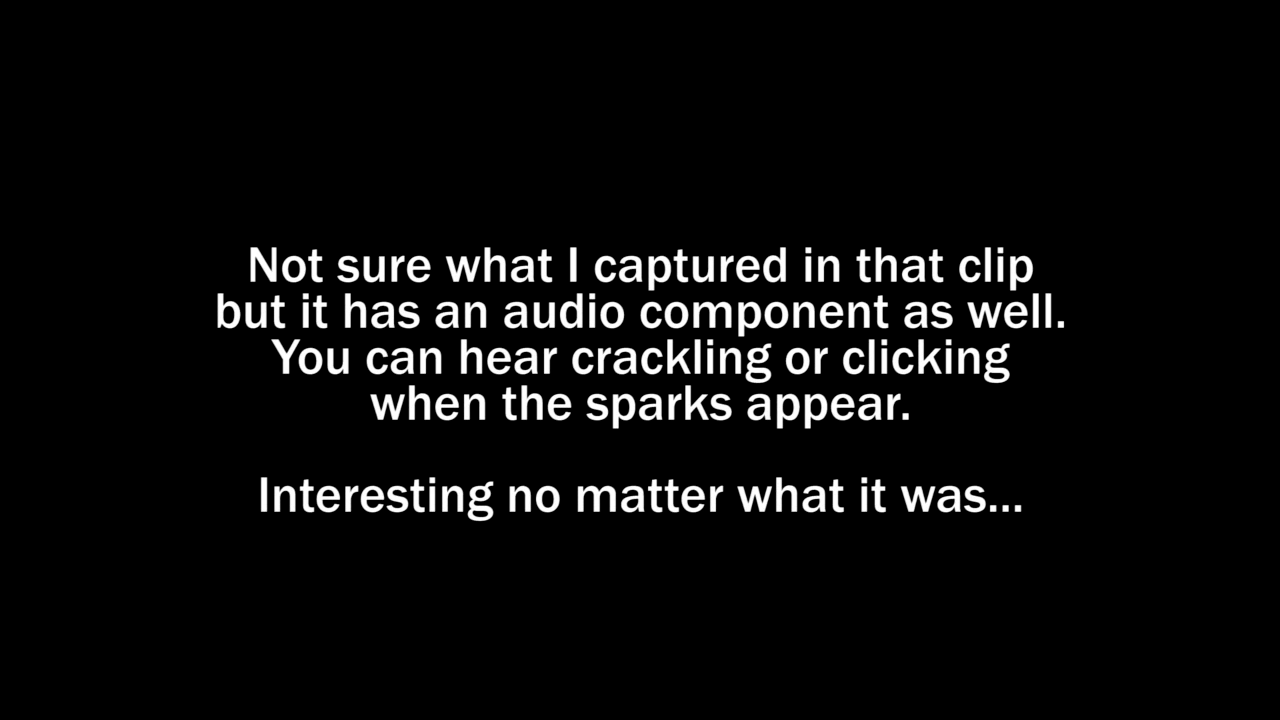 Not sure what I captured in that clip
but it has an audio component as well.
You can hear crackling or clicking
when the sparks appear.
Interesting no matter what it was...